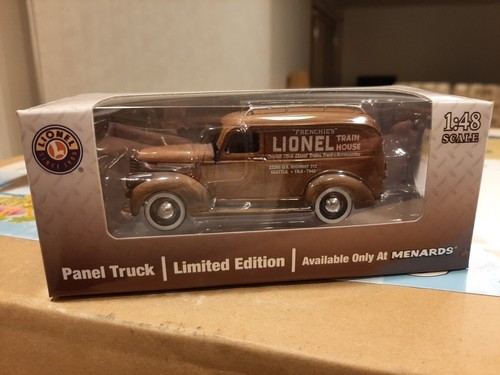 LIONEL
L
1:48
SCALE
"FRENCHIE'S"
LIONEL TRAIN HOUSE
Panel Truck | Limited Edition | Available Only At MENARDS